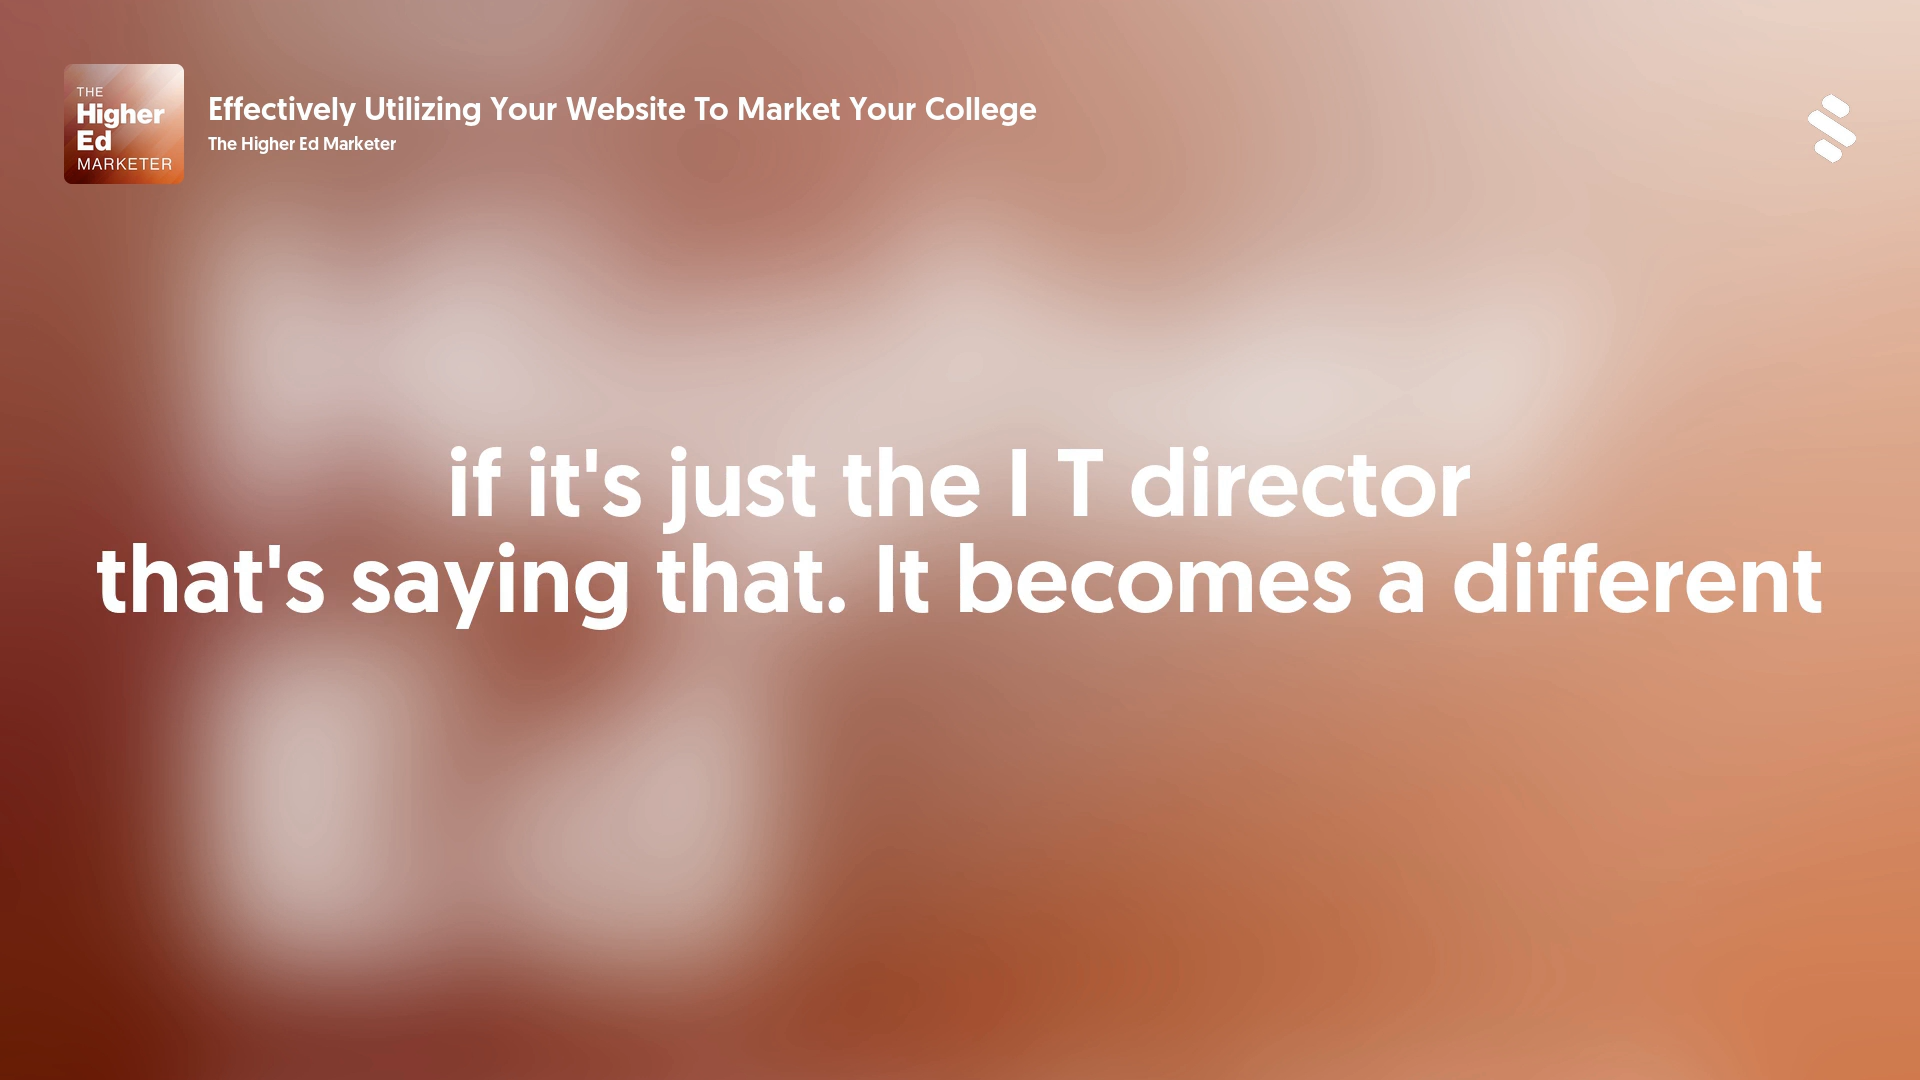 THE
Higher
Ed
MARKETER
Effectively Utilizing Your Website To Market Your College
The Higher Ed Marketer
if it's just the I T director
that's saying that. It becomes a different